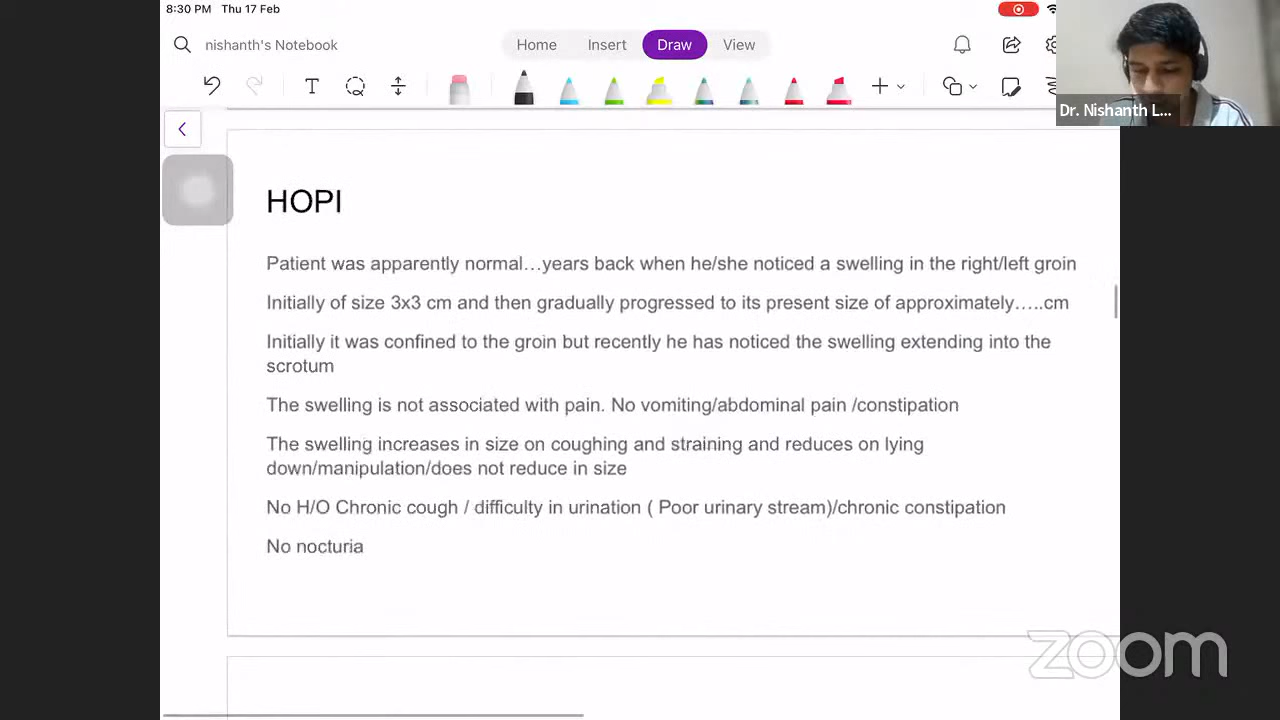 8:30 PM Thu 17 Feb
nishanth's Notebook
Home Insert Draw View
Dr. Nishanth L...
HOPI
Patient was apparently normal…years back when he/she noticed a swelling in the right/left groin
Initially of size 3x3 cm and then gradually progressed to its present size of approximately…..cm
Initially it was confined to the groin but recently he has noticed the swelling extending into the
scrotum
The swelling is not associated with pain. No vomiting/abdominal pain /constipation
The swelling increases in size on coughing and straining and reduces on lying
down/manipulation/does not reduce in size
No H/O Chronic cough / difficulty in urination ( Poor urinary stream)/chronic constipation
No nocturia
zoom